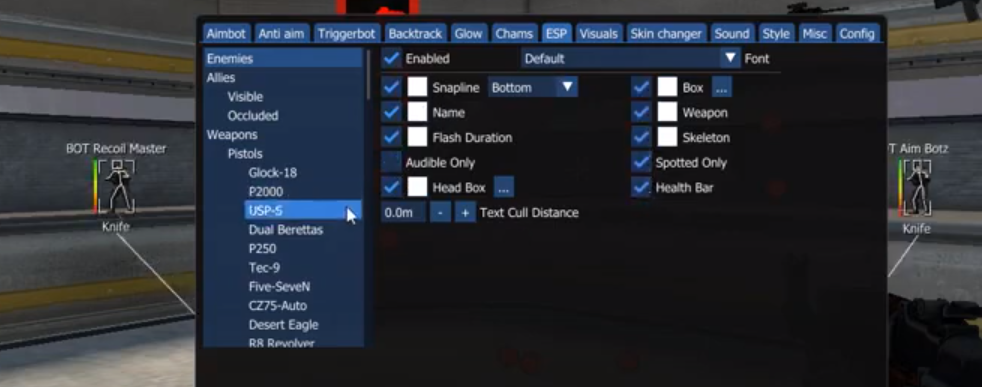 Aimbot Anti aim Triggerbot Backtrack Glow Chams ESP Visuals Skin changer Sound Style Misc Config
Enemies
Allies
Visible
Occluded
Weapons
Pistols
Glock-18
P2000
USP-S
Dual Berettas
P250
Tec-9
Five-SeveN
CZ75-Auto
Desert Eagle
R8 Revolver
Enabled Default Font
Snapline Bottom Box ...
Name Weapon
Flash Duration Skeleton
Audible Only Spotted Only
Head Box ... Health Bar
0.0m - + Text Cull Distance
BOT Recoil Master
Knife
T Aim Botz
Knife